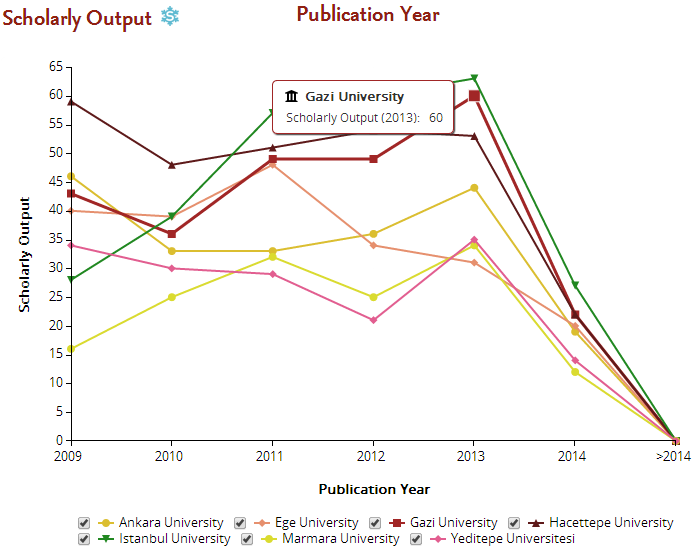 Scholarly Output
Publication Year
65
60
55
50
45
40
35
30
25
20
15
10
5
0
Scholarly Output
Gazi University
Scholarly Output (2013): 60
2009 2010 2011 2012 2013 2014 >2014
Publication Year
Ankara University Ege University Gazi University Hacettepe University
Istanbul University Marmara University Yeditepe Universitesi